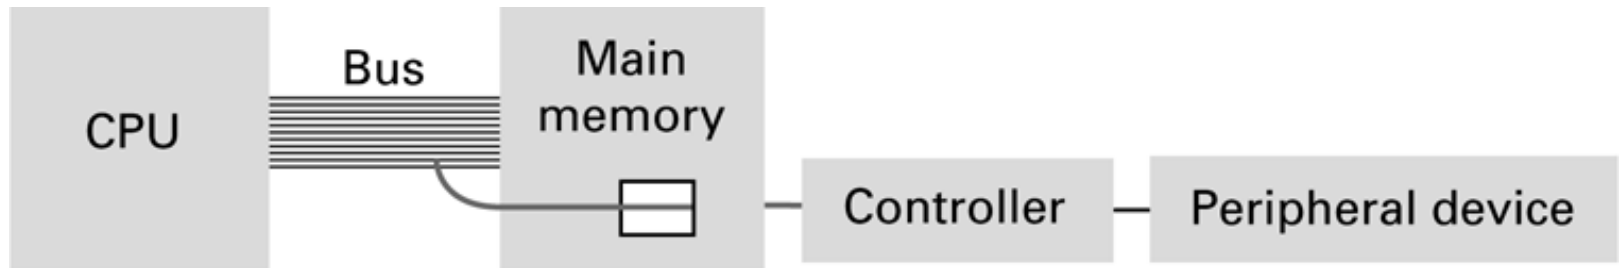 CPU
Bus
Main
memory
Controller
Peripheral device